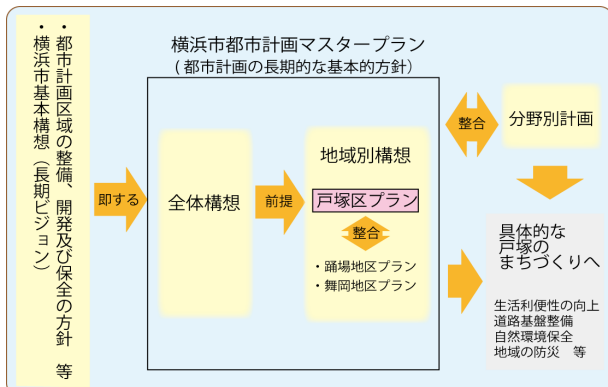 ・都市計画区域の整備、開発及び保全の方針　等
・横浜市基本構想（長期ビジョン）
即する
横浜市都市計画マスタープラン
(都市計画の長期的な基本的方針)
全体構想
前提
地域別構想
戸塚区プラン
整合
・踊場地区プラン
・舞岡地区プラン
整合
分野別計画
具体的な
戸塚の
まちづくりへ
生活利便性の向上
道路基盤整備
自然環境保全
地域の防災　等